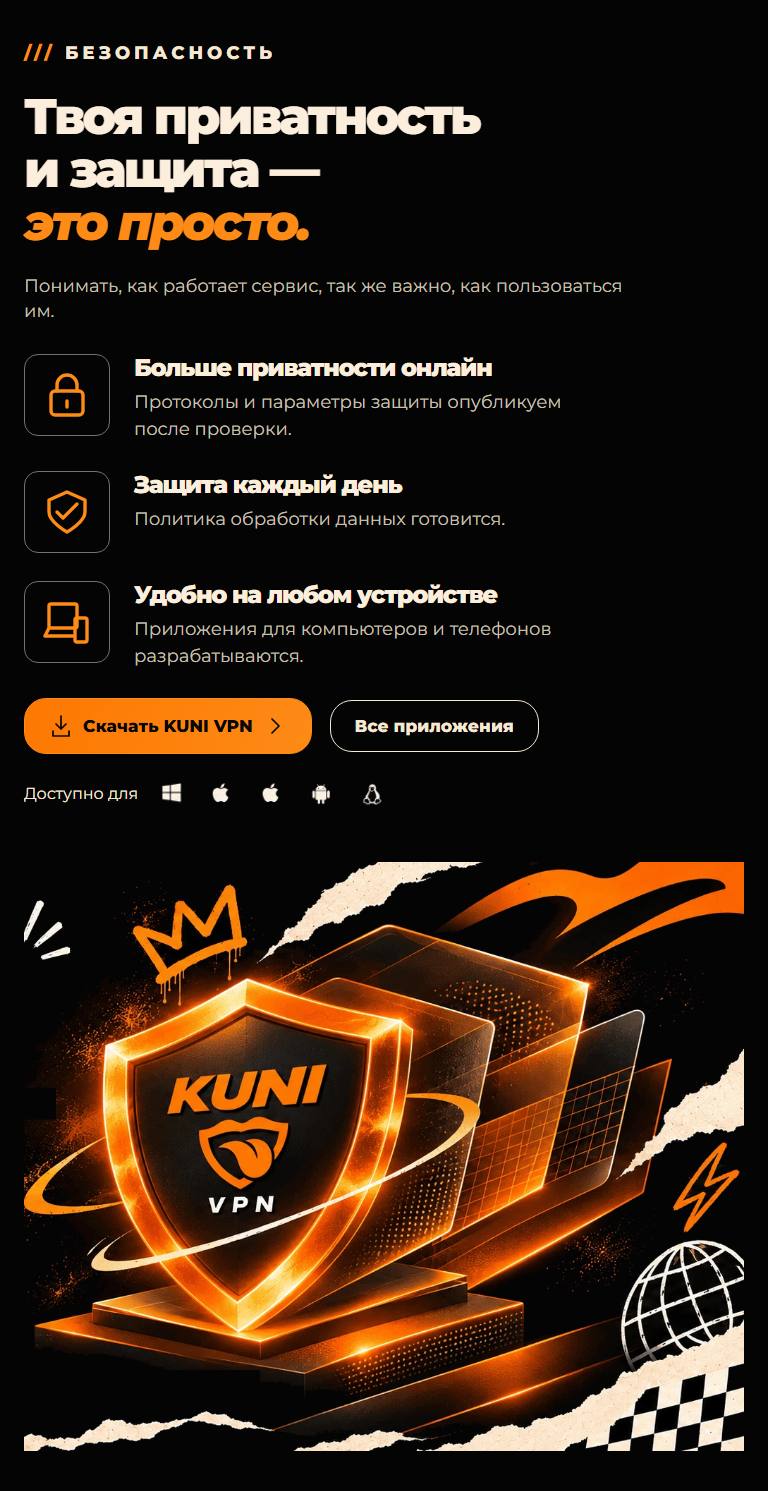 /// БЕЗОПАСНОСТЬ
Твоя приватность
и защита —
это просто.
Понимать, как работает сервис, так же важно, как пользоваться
им.
Больше приватности онлайн
Протоколы и параметры защиты опубликуем
после проверки.
Защита каждый день
Политика обработки данных готовится.
Удобно на любом устройстве
Приложения для компьютеров и телефонов
разрабатываются.
Скачать KUNI VPN
Все приложения
Доступно для
KUNI
VPN